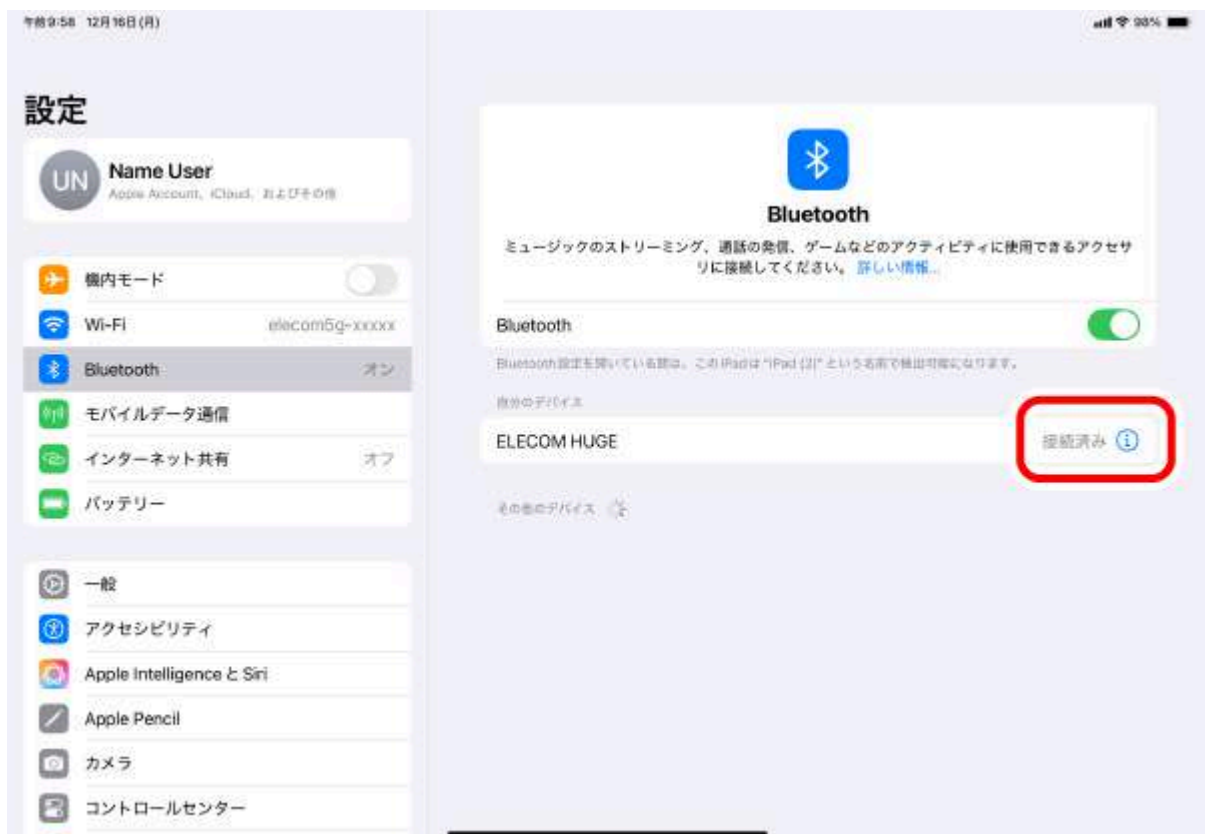 午前9:58 12月16日(月)
98%
設定
UN
Name User
Apple Account、iCloud、およびその他
機内モード
Wi-Fi
elecom5g-xxxxx
Bluetooth
オン
モバイルデータ通信
インターネット共有
オフ
バッテリー
一般
アクセシビリティ
Apple Intelligence と Siri
Apple Pencil
カメラ
コントロールセンター
Bluetooth
ミュージックのストリーミング、通話の発信、ゲームなどのアクティビティに使用できるアクセサ
リに接続してください。 詳しい情報...
Bluetooth
Bluetooth設定を開いている間は、このiPadは“iPad (2)”という名前で検出可能になります。
自分のデバイス
ELECOM HUGE
接続済み
その他のデバイス